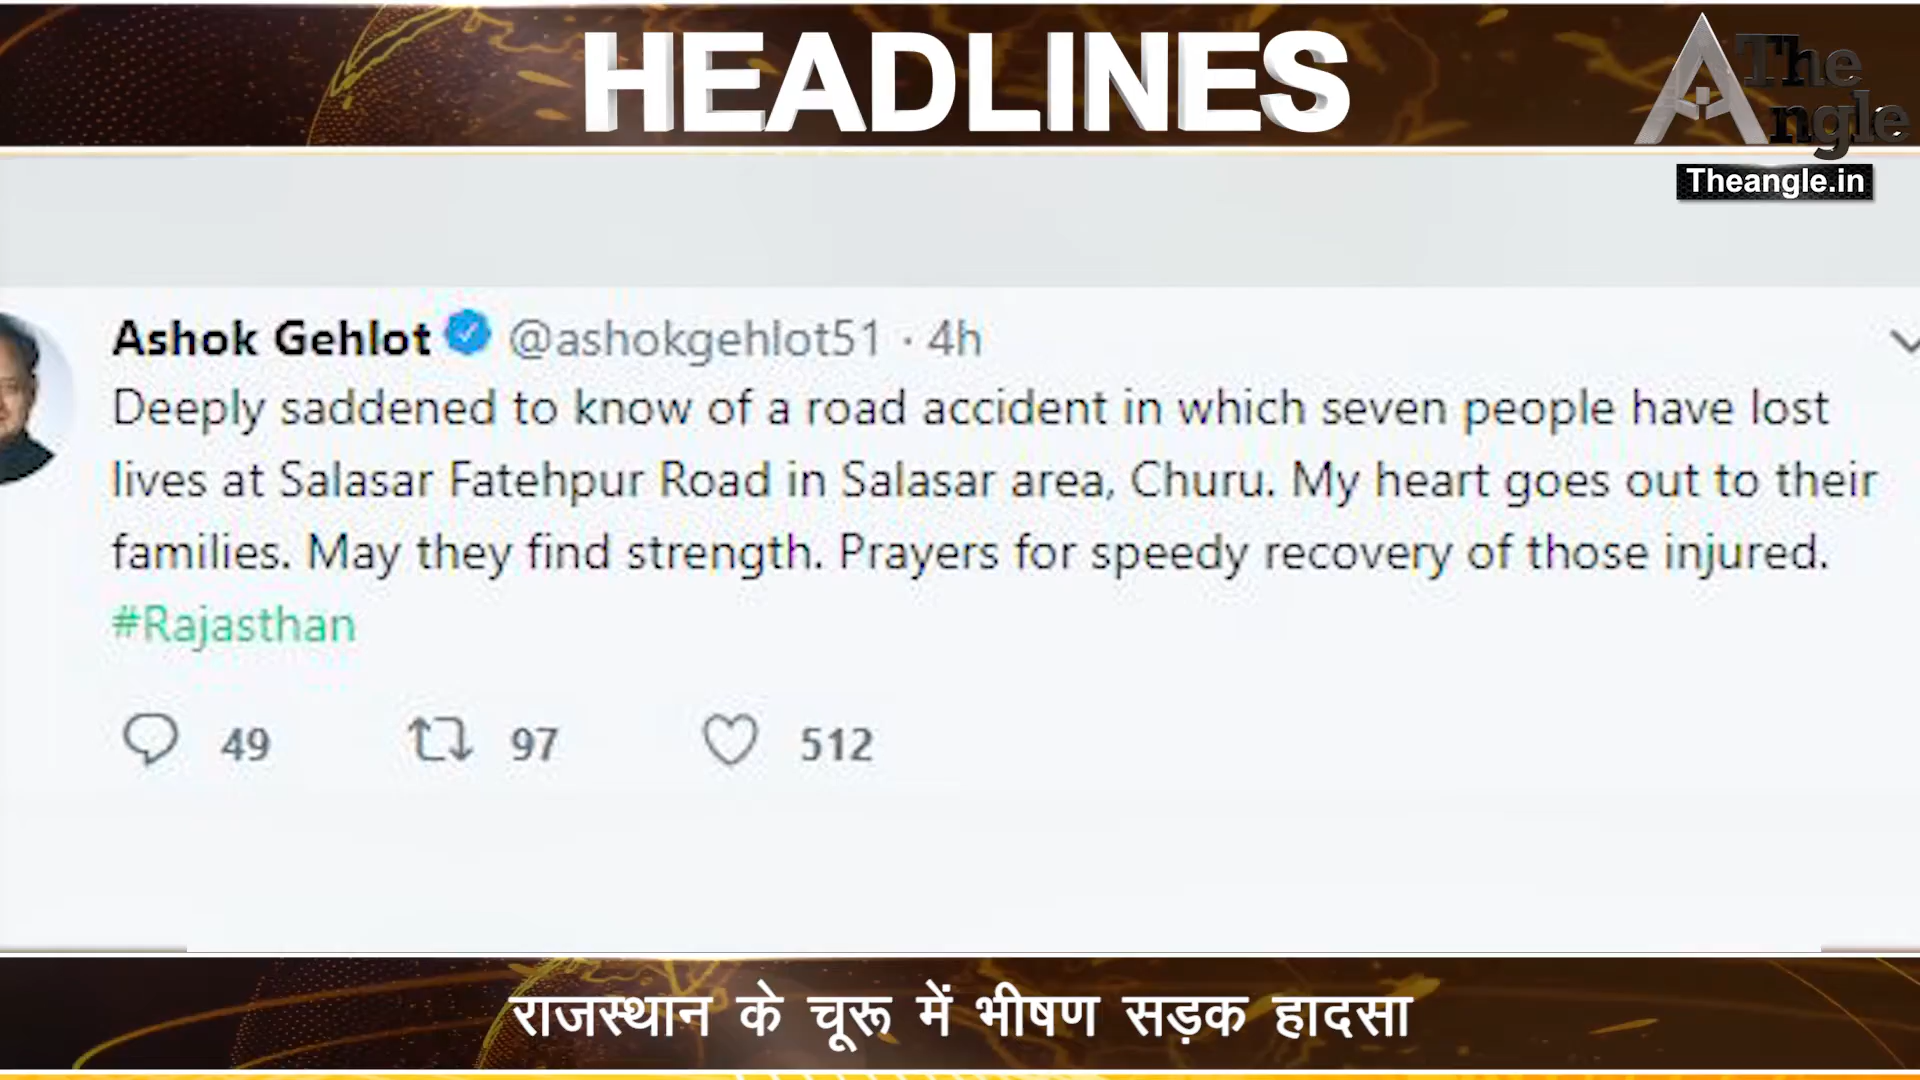 HEADLINES
The
Angle
Theangle.in
Ashok Gehlot @ashokgehlot51 · 4h
Deeply saddened to know of a road accident in which seven people have lost
lives at Salasar Fatehpur Road in Salasar area, Churu. My heart goes out to their
families. May they find strength. Prayers for speedy recovery of those injured.
#Rajasthan
49 97 512
राजस्थान के चूरू में भीषण सड़क हादसा